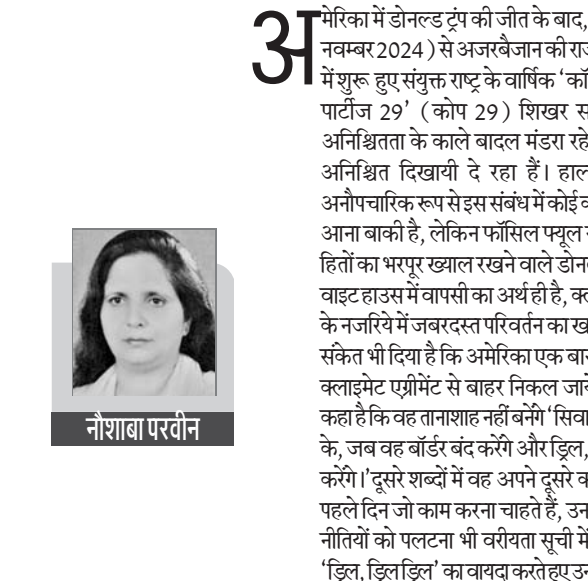 अमेरिका में डोनल्ड ट्रंप की जीत के बाद,
नवम्बर 2024 ) से अजरबैजान की
में शुरू हुए संयुक्त राष्ट्र के वार्षिक ‘कॉ
पार्टीज 29’ ( कोप 29 ) शिखर
अनिश्चितता के काले बादल मंडरा रहे
अनिश्चित दिखायी दे रहा हैं। हाल
अनौपचारिक रूप से इस संबंध में कोई
आना बाकी है, लेकिन फॉसिल फ्यूल
हितों का भरपूर ख्याल रखने वाले
वाइट हाउस में वापसी का अर्थ ही है,
के नजरिये में जबरदस्त परिवर्तन का
संकेत भी दिया है कि अमेरिका एक
क्लाइमेट एग्रीमेंट से बाहर निकल
कहा है कि वह तानाशाह नहीं बनेंगे
के, जब वह बॉर्डर बंद करेंगे और ड्रिल,
करेंगे।’ दूसरे शब्दों में वह अपने दूसरे
पहले दिन जो काम करना चाहते हैं,
नीतियों को पलटना भी वरीयता सूची में
‘ड्रिल, ड्रिल ड्रिल’ का वायदा करते हुए
नौशाबा परवीन